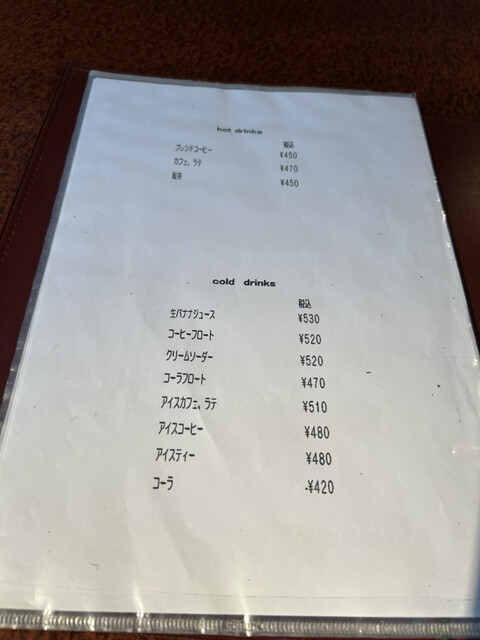 hot drinks
税込
ブレンドコーヒー ¥450
カフェ、ラテ ¥470
紅茶 ¥450
cold drinks
税込
生バナナジュース ¥530
コーヒーフロート ¥520
クリームソーダー ¥520
コーラフロート ¥470
アイスカフェ、ラテ ¥510
アイスコーヒー ¥480
アイスティー ¥480
コーラ ¥420